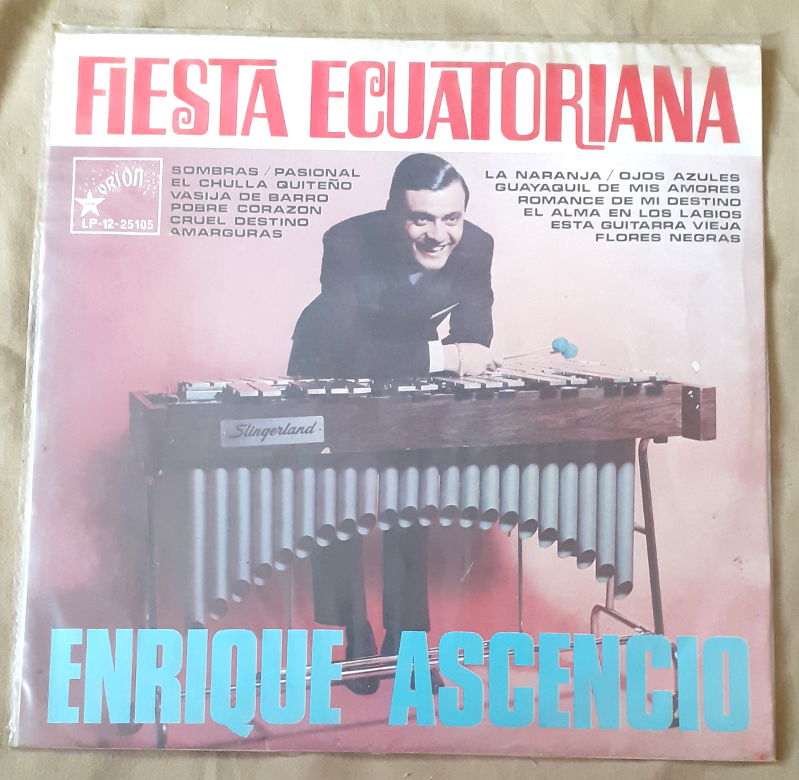 FIESTA ECUATORIANA
ORION
LP-12-25105
SOMBRAS / PASIONAL
EL CHULLA QUITEÑO
VASIJA DE BARRO
POBRE CORAZON
CRUEL DESTINO
AMARGURAS
LA NARANJA / OJOS AZULES
GUAYAQUIL DE MIS AMORES
ROMANCE DE MI DESTINO
EL ALMA EN LOS LABIOS
ESTA GUITARRA VIEJA
FLORES NEGRAS
Slingerland
ENRIQUE ASCENCIO